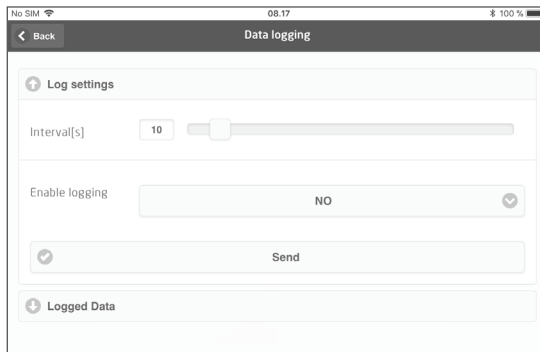 No SIM 08.17 100 %
Back Data logging
Log settings
Interval[s] 10
Enable logging NO
Send
Logged Data